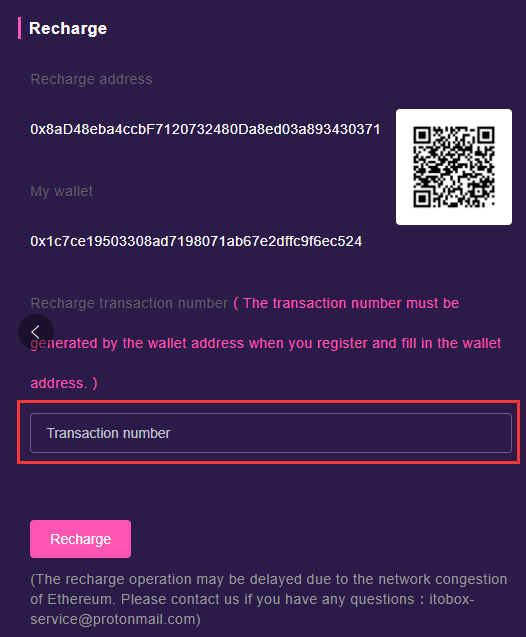 Recharge
Recharge address
0x8aD48eba4ccbF7120732480Da8ed03a893430371
My wallet
0x1c7ce19503308ad7198071ab67e2dffc9f6ec524
Recharge transaction number ( The transaction number must be
generated by the wallet address when you register and fill in the wallet
address. )
Transaction number
Recharge
(The recharge operation may be delayed due to the network congestion
of Ethereum. Please contact us if you have any questions : itobox-
service@protonmail.com)